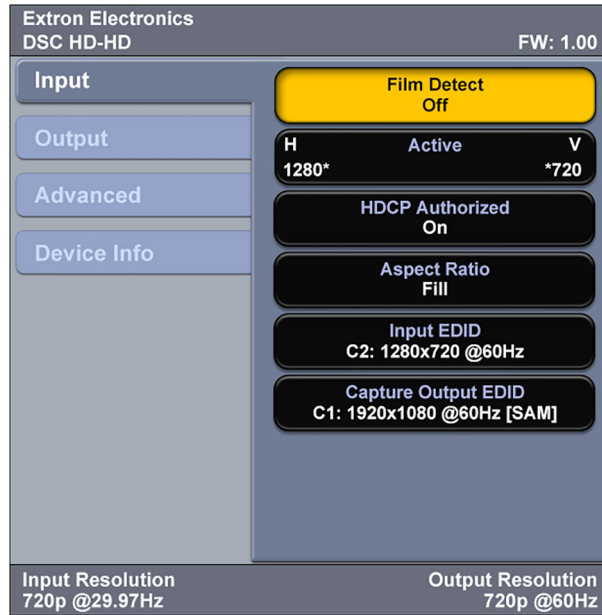 Extron Electronics
DSC HD-HD FW: 1.00
Input
Output
Advanced
Device Info
Film Detect
Off
H Active V
1280* *720
HDCP Authorized
On
Aspect Ratio
Fill
Input EDID
C2: 1280x720 @60Hz
Capture Output EDID
C1: 1920x1080 @60Hz [SAM]
Input Resolution Output Resolution
720p @29.97Hz 720p @60Hz